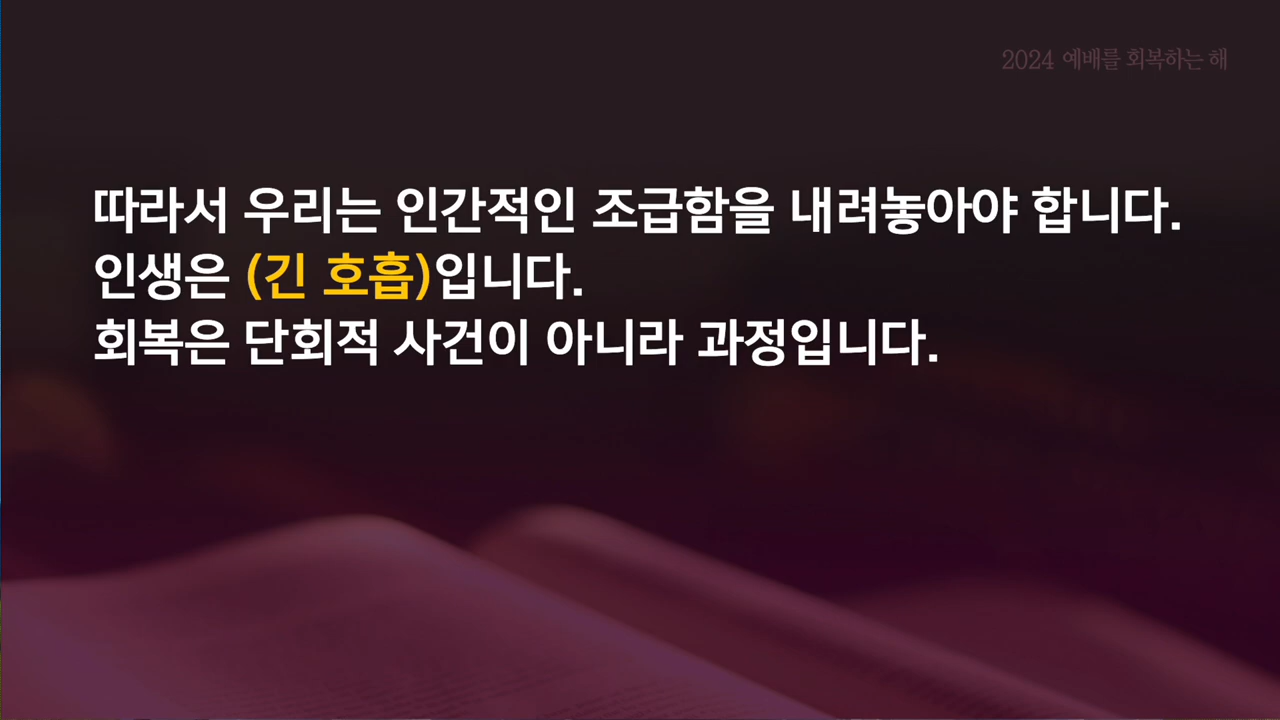 2024 예배를 회복하는 해
따라서 우리는 인간적인 조급함을 내려놓아야 합니다.
인생은 (긴 호흡)입니다.
회복은 단회적 사건이 아니라 과정입니다.